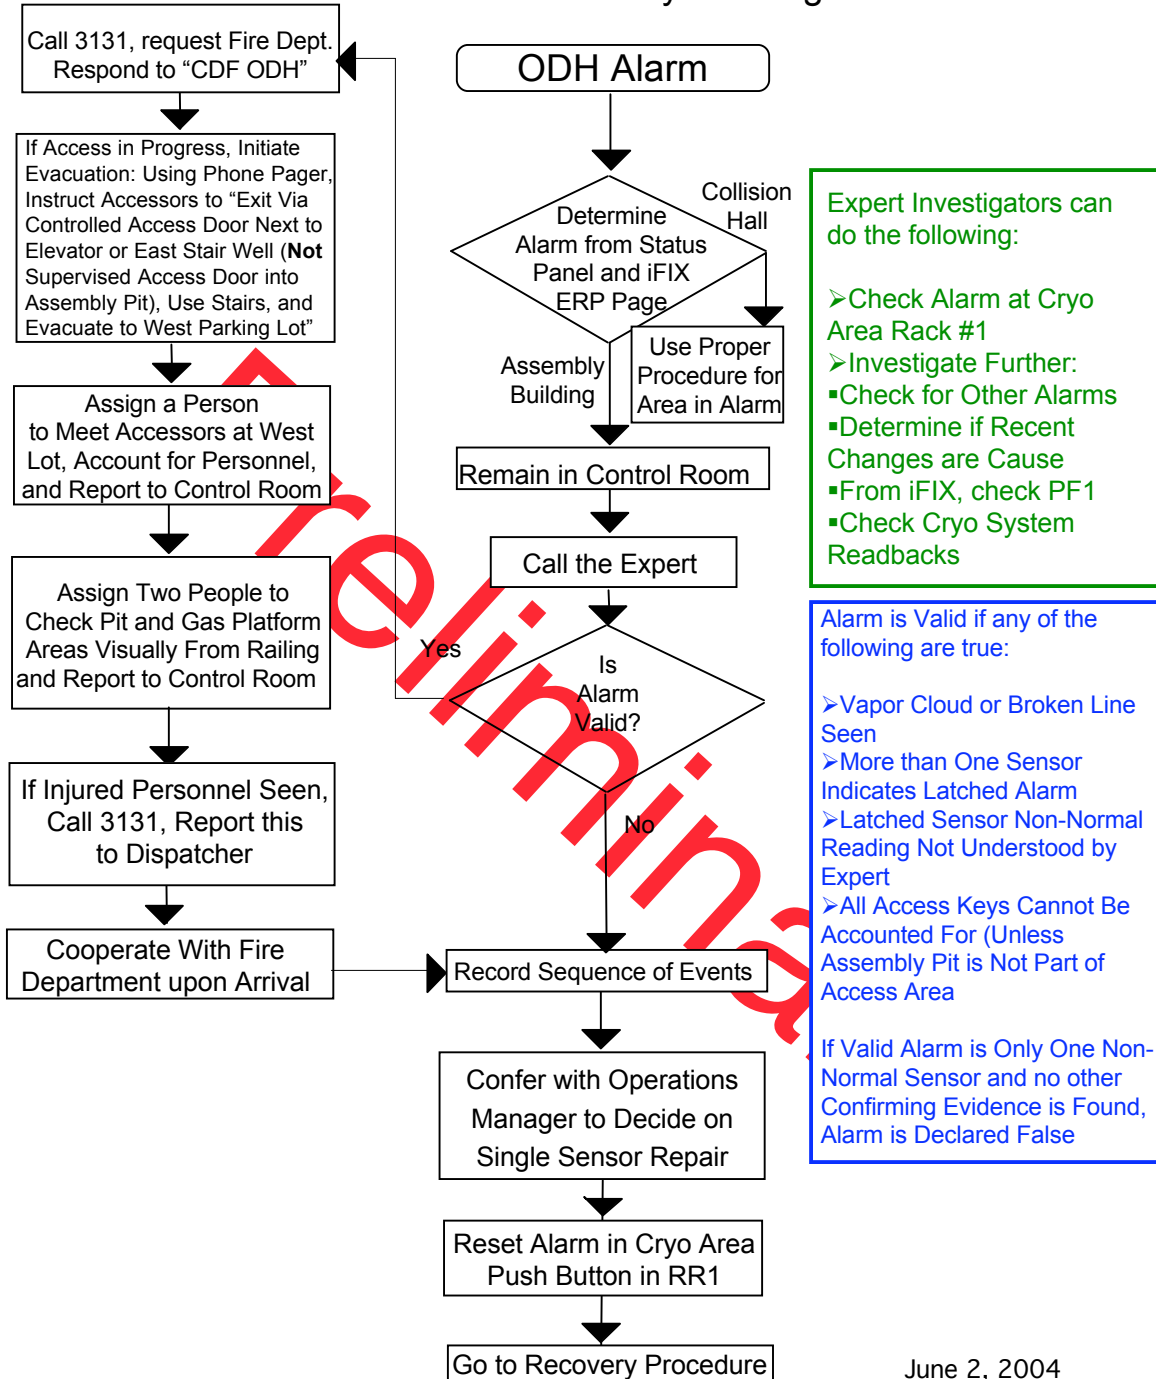 Call 3131, request Fire Dept.
Respond to “CDF ODH”
If Access in Progress, Initiate
Evacuation: Using Phone Pager,
Instruct Accessors to “Exit Via
Controlled Access Door Next to
Elevator or East Stair Well (Not
Supervised Access Door into
Assembly Pit), Use Stairs, and
Evacuate to West Parking Lot”
Assign a Person
to Meet Accessors at West
Lot, Account for Personnel,
and Report to Control Room
Assign Two People to
Check Pit and Gas Platform
Areas Visually From Railing
and Report to Control Room
If Injured Personnel Seen,
Call 3131, Report this
to Dispatcher
Cooperate With Fire
Department upon Arrival
ODH Alarm
Determine
Alarm from Status
Panel and iFIX
ERP Page
Collision
Hall
Assembly
Building
Use Proper
Procedure for
Area in Alarm
Remain in Control Room
Call the Expert
Is
Alarm
Valid?
Yes
No
Record Sequence of Events
Confer with Operations
Manager to Decide on
Single Sensor Repair
Reset Alarm in Cryo Area
Push Button in RR1
Go to Recovery Procedure
Expert Investigators can
do the following:
➢Check Alarm at Cryo
Area Rack #1
➢Investigate Further:
▪Check for Other Alarms
▪Determine if Recent
Changes are Cause
▪From iFIX, check PF1
▪Check Cryo System
Readbacks
Alarm is Valid if any of the
following are true:
➢Vapor Cloud or Broken Line
Seen
➢More than One Sensor
Indicates Latched Alarm
➢Latched Sensor Non-Normal
Reading Not Understood by
Expert
➢All Access Keys Cannot Be
Accounted For (Unless
Assembly Pit is Not Part of
Access Area
If Valid Alarm is Only One Non-
Normal Sensor and no other
Confirming Evidence is Found,
Alarm is Declared False
June 2, 2004